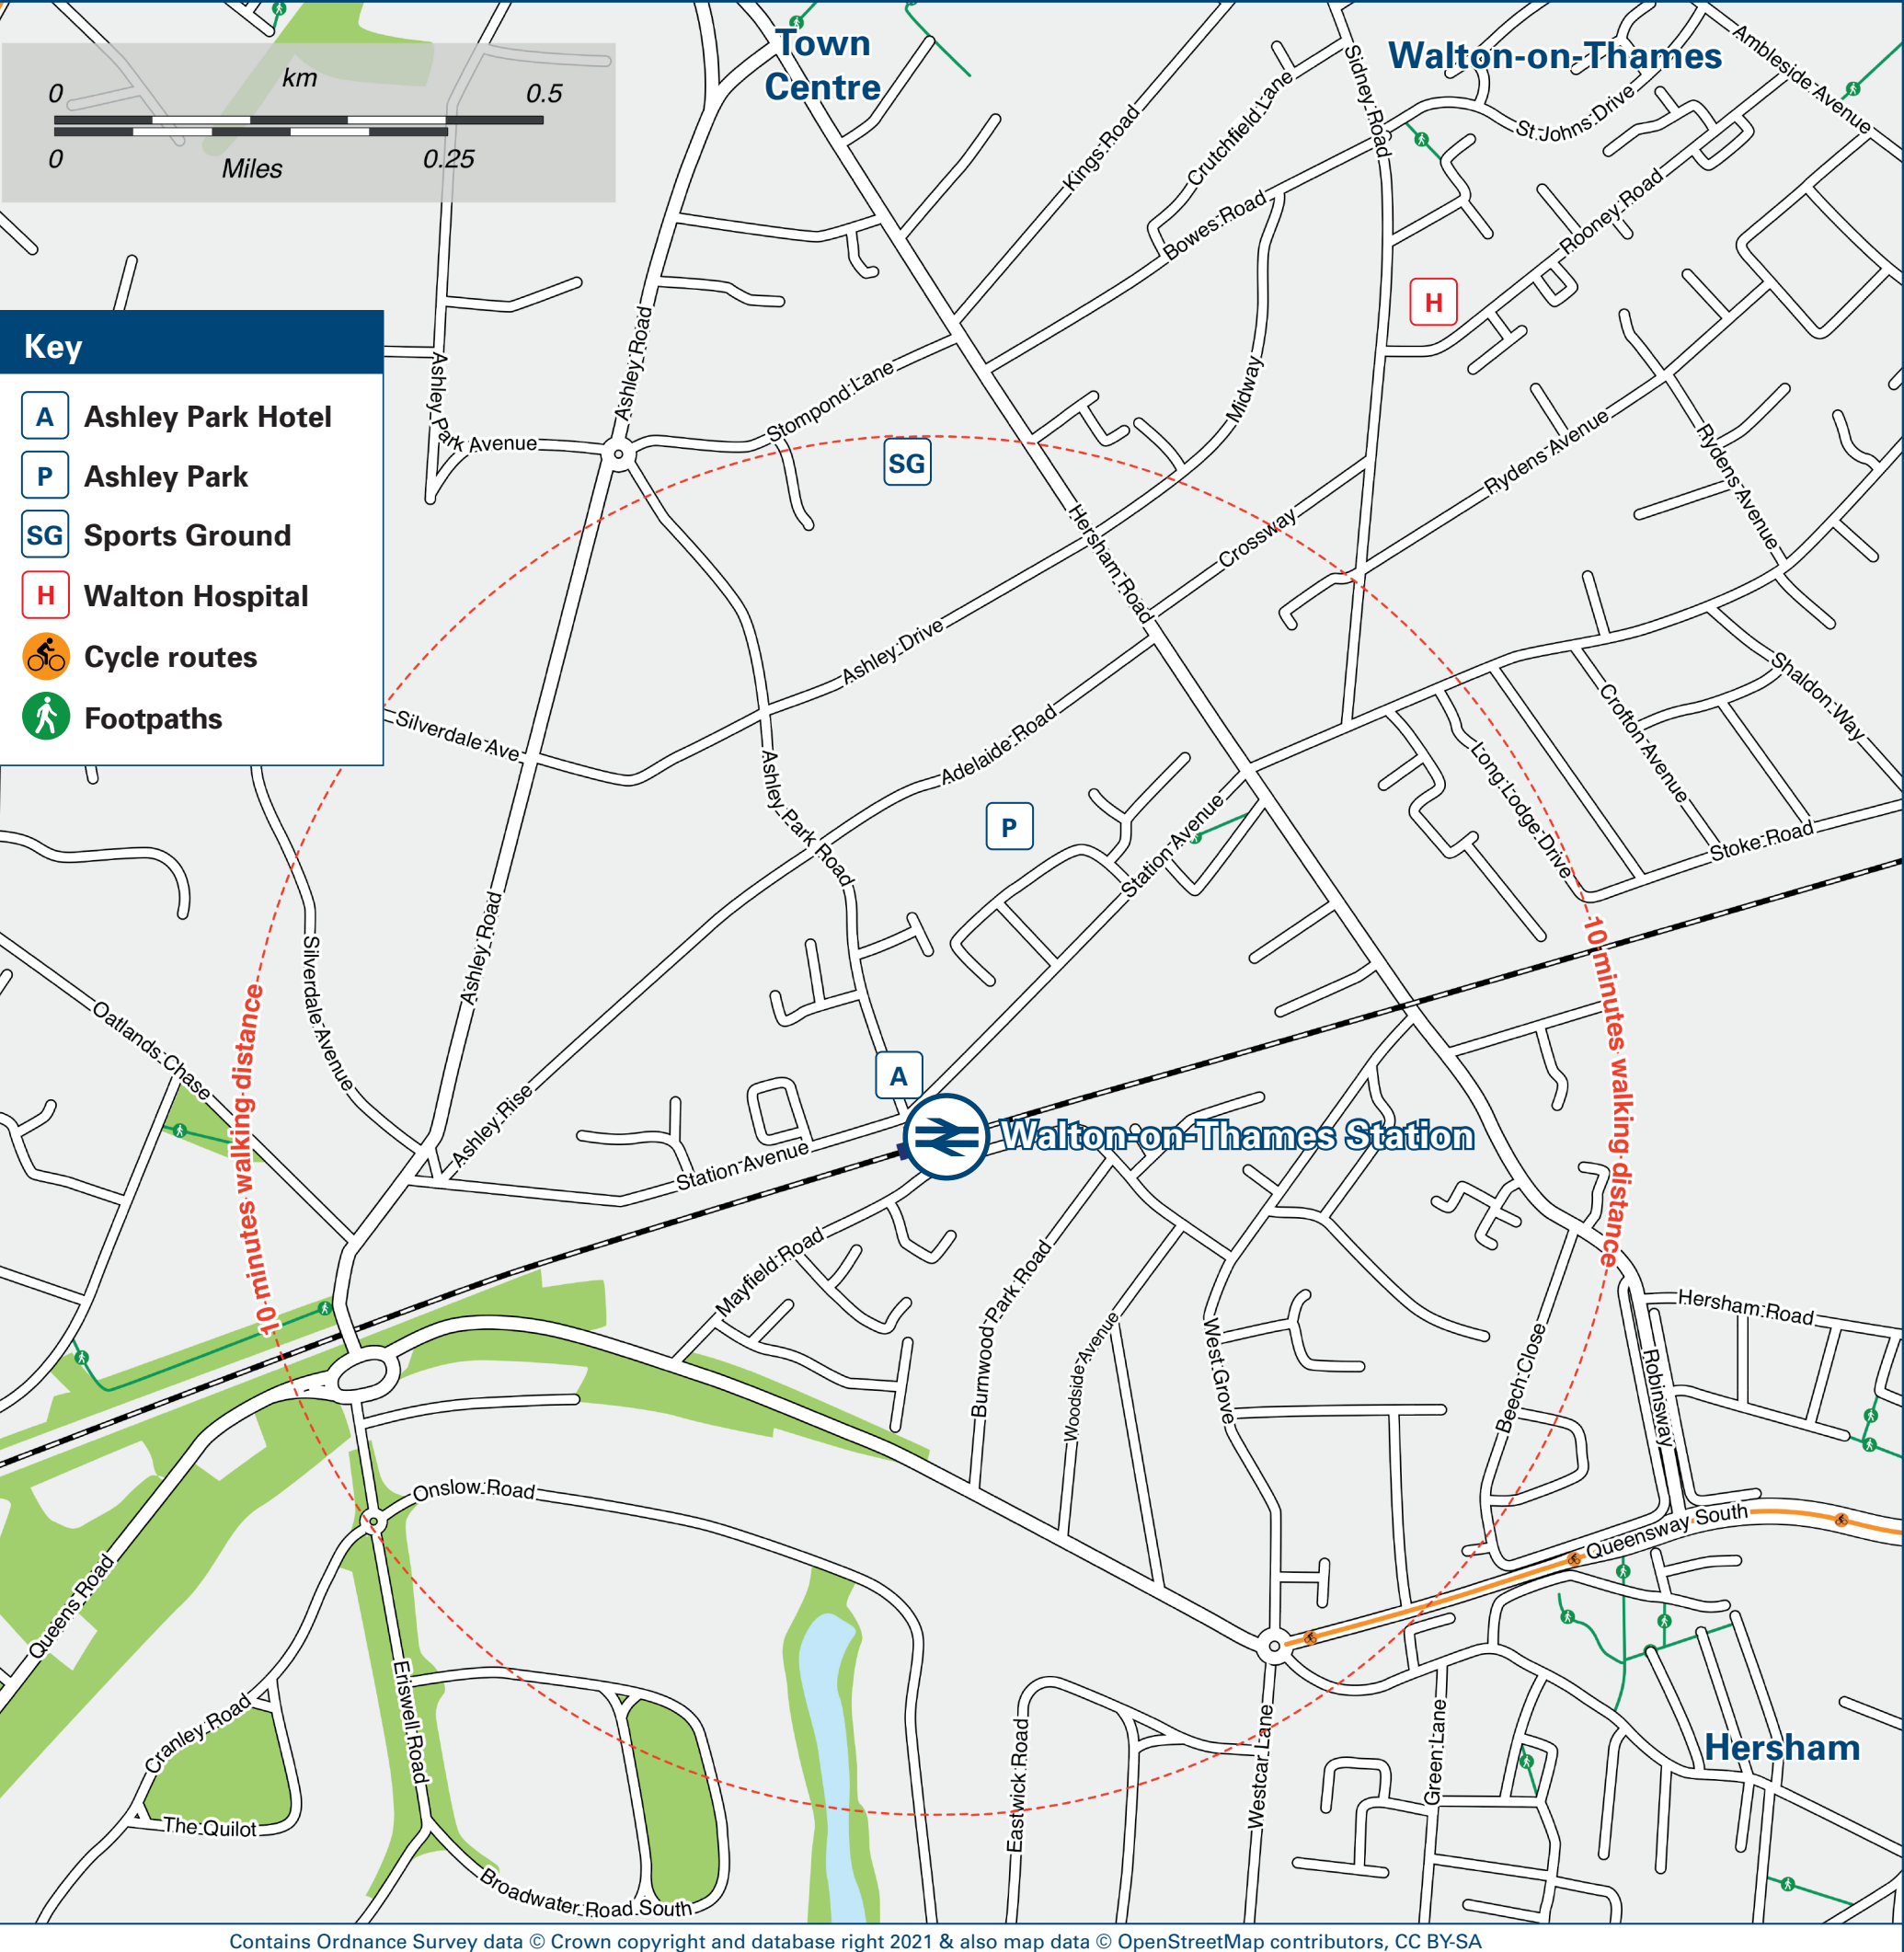 Town
Centre
Walton-on-Thames
Ambleside Avenue
km
0
0.5
0
0.25
Miles
Sidney Road
Crutchfield Lane
Kings Road
St Johns Drive
Bowes Road
Rooney Road
H
Key
A Ashley Park Hotel
P Ashley Park
SG Sports Ground
H Walton Hospital
Cycle routes
Footpaths
Ashley Park Avenue
Ashley Road
Stompond Lane
Midway
SG
Rydens Avenue
Rydens Avenue
Hersham Road
Crossway
Ashley Drive
Silverdale Ave
Adelaide Road
Shaldon Way
Crofton Avenue
Long Lodge Drive
Stoke Road
Ashley Park Road
P
Station Avenue
Ashley Road
Silverdale Avenue
Oatlands Chase
10 minutes walking distance
10 minutes walking distance
A
Ashley Rise
Station Avenue
Walton-on-Thames Station
Mayfield Road
Burnwood Park Road
Woodside Avenue
West Grove
Beech Close
Hersham Road
Robinsway
Onslow Road
Queensway South
Queens Road
Eriswell Road
Cranley Road
The Quilot
Broadwater Road South
Eastwick Road
Westcar Lane
Green Lane
Hersham
Contains Ordnance Survey data © Crown copyright and database right 2021 & also map data © OpenStreetMap contributors, CC BY-SA